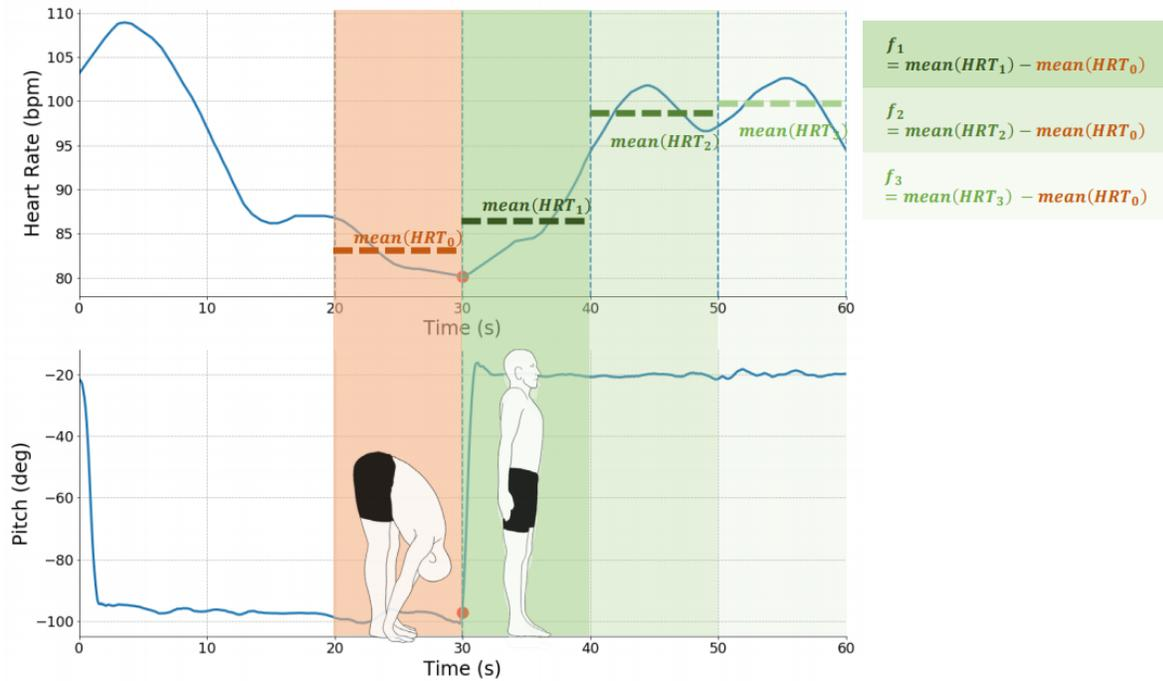 110
105
100
95
90
85
80
Heart Rate (bpm)
mean(HRT₀)
mean(HRT₁)
mean(HRT₂)
mean(HRT₃)
0 10 20 30 40 50 60
Time (s)
f₁
= mean(HRT₁) − mean(HRT₀)
f₂
= mean(HRT₂) − mean(HRT₀)
f₃
= mean(HRT₃) − mean(HRT₀)
−20
−40
−60
−80
−100
Pitch (deg)
0 10 20 30 40 50 60
Time (s)